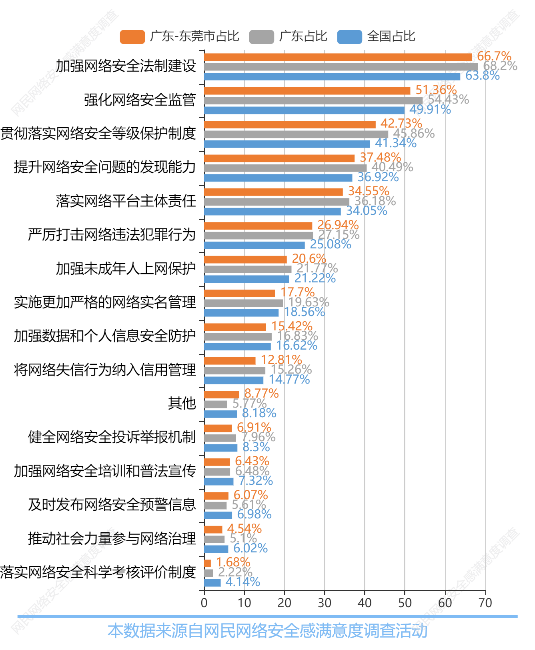 广东-东莞市占比 广东占比 全国占比
加强网络安全法制建设 66.7% 68.2% 63.8%
强化网络安全监管 51.36% 54.43% 49.91%
贯彻落实网络安全等级保护制度 42.73% 45.86% 41.34%
提升网络安全问题的发现能力 37.48% 40.49% 36.92%
落实网络平台主体责任 34.55% 36.18% 34.05%
严厉打击网络违法犯罪行为 26.94% 27.15% 25.08%
加强未成年人上网保护 20.6% 21.77% 21.22%
实施更加严格的网络实名管理 17.7% 19.63% 18.56%
加强数据和个人信息安全防护 15.42% 16.83% 16.62%
将网络失信行为纳入信用管理 12.81% 15.26% 14.77%
其他 8.77% 5.77% 8.18%
健全网络安全投诉举报机制 6.91% 7.96% 8.3%
加强网络安全培训和普法宣传 6.43% 6.48% 7.32%
及时发布网络安全预警信息 6.07% 5.61% 6.98%
推动社会力量参与网络治理 4.54% 5.1% 6.02%
落实网络安全科学考核评价制度 1.68% 2.22% 4.14%
0 10 20 30 40 50 60 70
本数据来源自网民网络安全感满意度调查活动